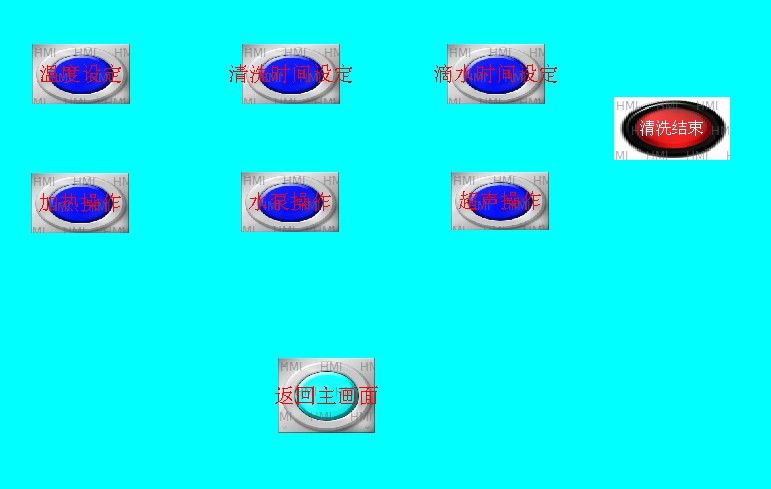 温度设定
清洗时间设定
滴水时间设定
清洗结束
加热操作
水泵操作
超声操作
返回主画面